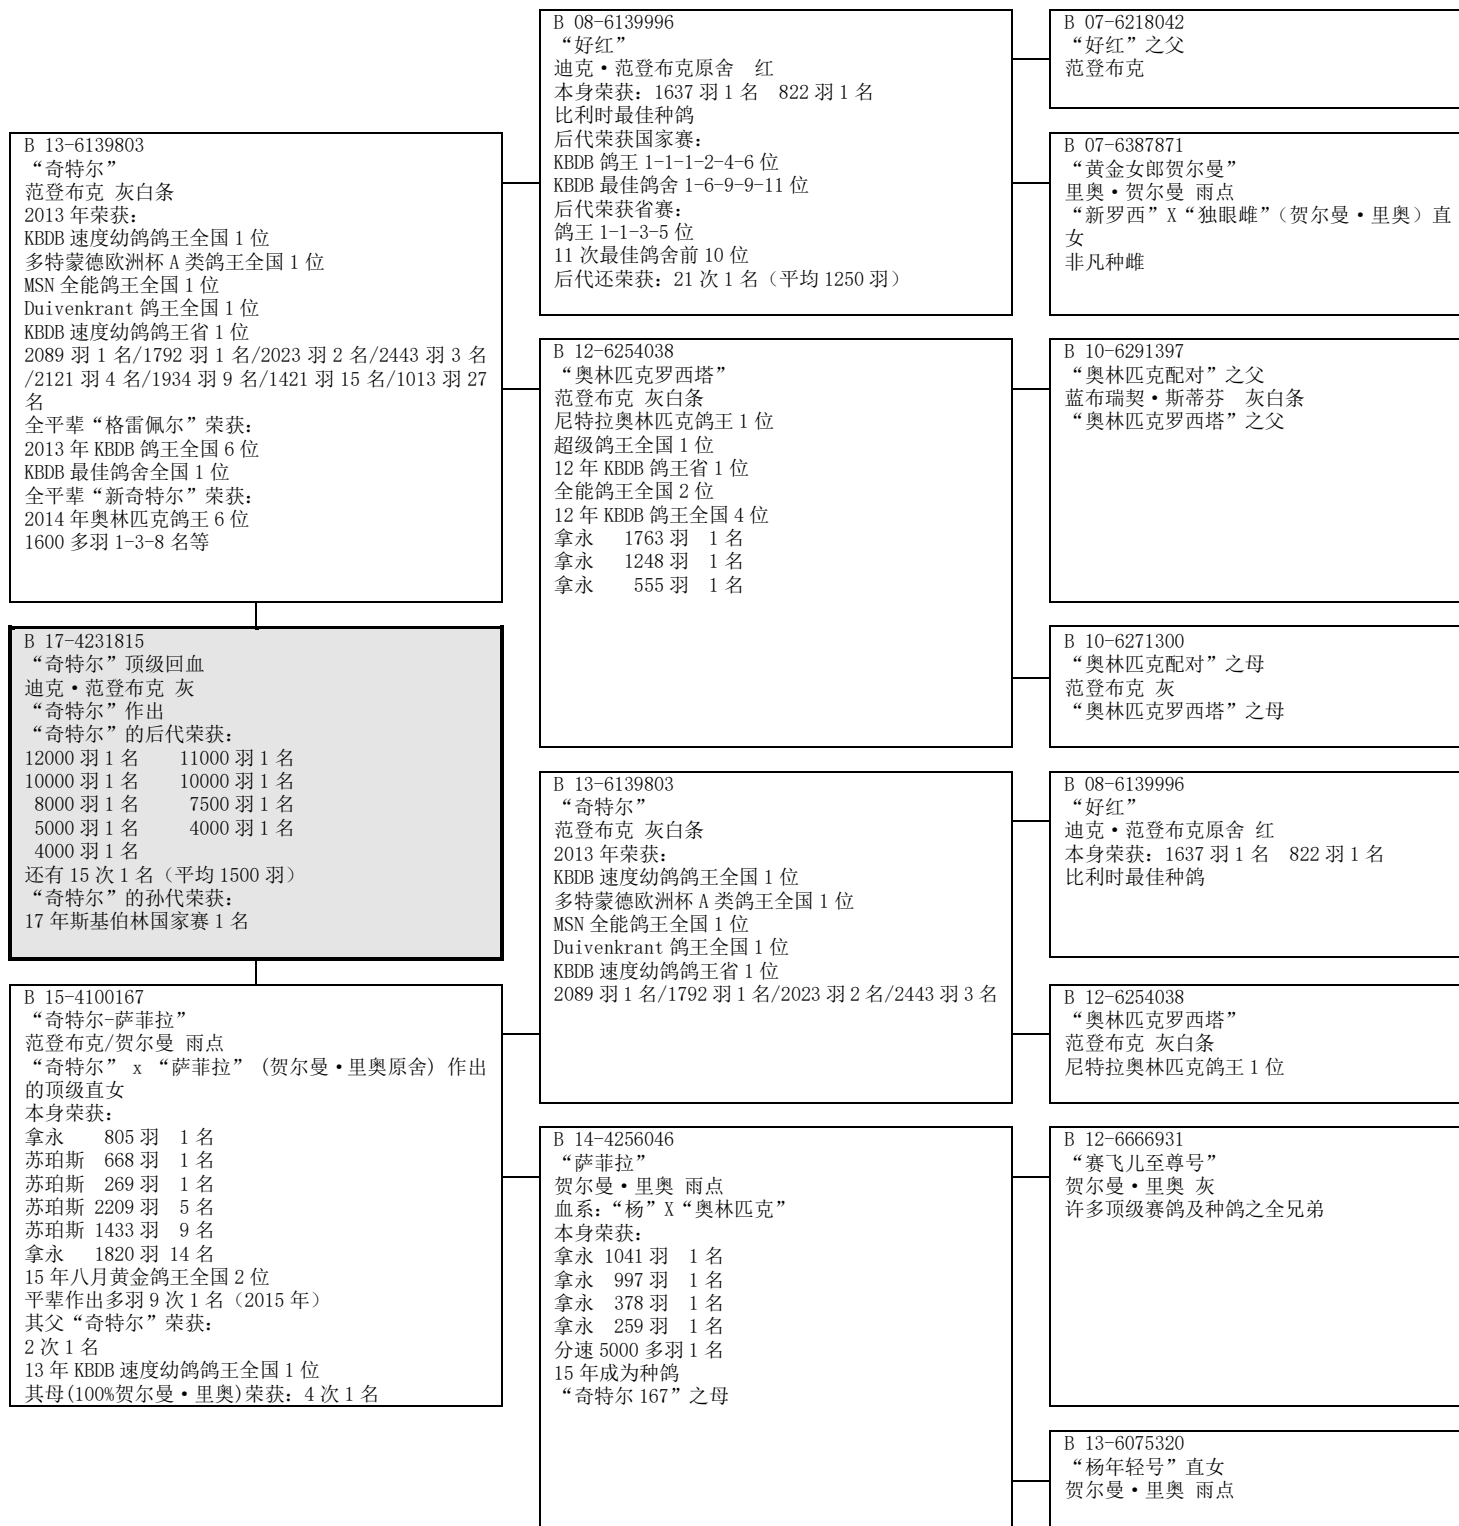 B 13-6139803
“奇特尔”
范登布克 灰白条
2013 年荣获：
KBDB 速度幼鸽鸽王全国 1 位
多特蒙德欧洲杯 A 类鸽王全国 1 位
MSN 全能鸽王全国 1 位
Duivenkrant 鸽王全国 1 位
KBDB 速度幼鸽鸽王省 1 位
2089 羽 1 名/1792 羽 1 名/2023 羽 2 名/2443 羽 3 名
/2121 羽 4 名/1934 羽 9 名/1421 羽 15 名/1013 羽 27
名
全平辈“格雷佩尔”荣获：
2013 年 KBDB 鸽王全国 6 位
KBDB 最佳鸽舍全国 1 位
全平辈“新奇特尔”荣获：
2014 年奥林匹克鸽王 6 位
1600 多羽 1-3-8 名等
B 17-4231815
“奇特尔”顶级回血
迪克•范登布克 灰
“奇特尔”作出
“奇特尔”的后代荣获：
12000 羽 1 名 11000 羽 1 名
10000 羽 1 名 10000 羽 1 名
8000 羽 1 名 7500 羽 1 名
5000 羽 1 名 4000 羽 1 名
4000 羽 1 名
还有 15 次 1 名（平均 1500 羽）
“奇特尔”的孙代荣获：
17 年斯基伯林国家赛 1 名
B 15-4100167
“奇特尔-萨菲拉”
范登布克/贺尔曼 雨点
“奇特尔” x “萨菲拉” (贺尔曼•里奥原舍) 作出
的顶级直女
本身荣获：
拿永 805 羽 1 名
苏珀斯 668 羽 1 名
苏珀斯 269 羽 1 名
苏珀斯 2209 羽 5 名
苏珀斯 1433 羽 9 名
拿永 1820 羽 14 名
15 年八月黄金鸽王全国 2 位
平辈作出多羽 9 次 1 名（2015 年）
其父“奇特尔”荣获：
2 次 1 名
13 年 KBDB 速度幼鸽鸽王全国 1 位
其母(100%贺尔曼•里奥)荣获：4 次 1 名
B 08-6139996
“好红”
迪克•范登布克原舍 红
本身荣获：1637 羽 1 名 822 羽 1 名
比利时最佳种鸽
后代荣获国家赛：
KBDB 鸽王 1-1-1-2-4-6 位
KBDB 最佳鸽舍 1-6-9-9-11 位
后代荣获省赛：
鸽王 1-1-3-5 位
11 次最佳鸽舍前 10 位
后代还荣获：21 次 1 名（平均 1250 羽）
B 12-6254038
“奥林匹克罗西塔”
范登布克 灰白条
尼特拉奥林匹克鸽王 1 位
超级鸽王全国 1 位
12 年 KBDB 鸽王省 1 位
全能鸽王全国 2 位
12 年 KBDB 鸽王全国 4 位
拿永 1763 羽 1 名
拿永 1248 羽 1 名
拿永 555 羽 1 名
B 13-6139803
“奇特尔”
范登布克 灰白条
2013 年荣获：
KBDB 速度幼鸽鸽王全国 1 位
多特蒙德欧洲杯 A 类鸽王全国 1 位
MSN 全能鸽王全国 1 位
Duivenkrant 鸽王全国 1 位
KBDB 速度幼鸽鸽王省 1 位
2089 羽 1 名/1792 羽 1 名/2023 羽 2 名/2443 羽 3 名
B 14-4256046
“萨菲拉”
贺尔曼•里奥 雨点
血系：“杨”X“奥林匹克”
本身荣获：
拿永 1041 羽 1 名
拿永 997 羽 1 名
拿永 378 羽 1 名
拿永 259 羽 1 名
分速 5000 多羽 1 名
15 年成为种鸽
“奇特尔 167”之母
B 07-6218042
“好红”之父
范登布克
B 07-6387871
“黄金女郎贺尔曼”
里奥•贺尔曼 雨点
“新罗西”X“独眼雌”（贺尔曼•里奥）直
女
非凡种雌
B 10-6291397
“奥林匹克配对”之父
蓝布瑞契•斯蒂芬 灰白条
“奥林匹克罗西塔”之父
B 10-6271300
“奥林匹克配对”之母
范登布克 灰
“奥林匹克罗西塔”之母
B 08-6139996
“好红”
迪克•范登布克原舍 红
本身荣获：1637 羽 1 名 822 羽 1 名
比利时最佳种鸽
B 12-6254038
“奥林匹克罗西塔”
范登布克 灰白条
尼特拉奥林匹克鸽王 1 位
B 12-6666931
“赛飞儿至尊号”
贺尔曼•里奥 灰
许多顶级赛鸽及种鸽之全兄弟
B 13-6075320
“杨年轻号”直女
贺尔曼•里奥 雨点